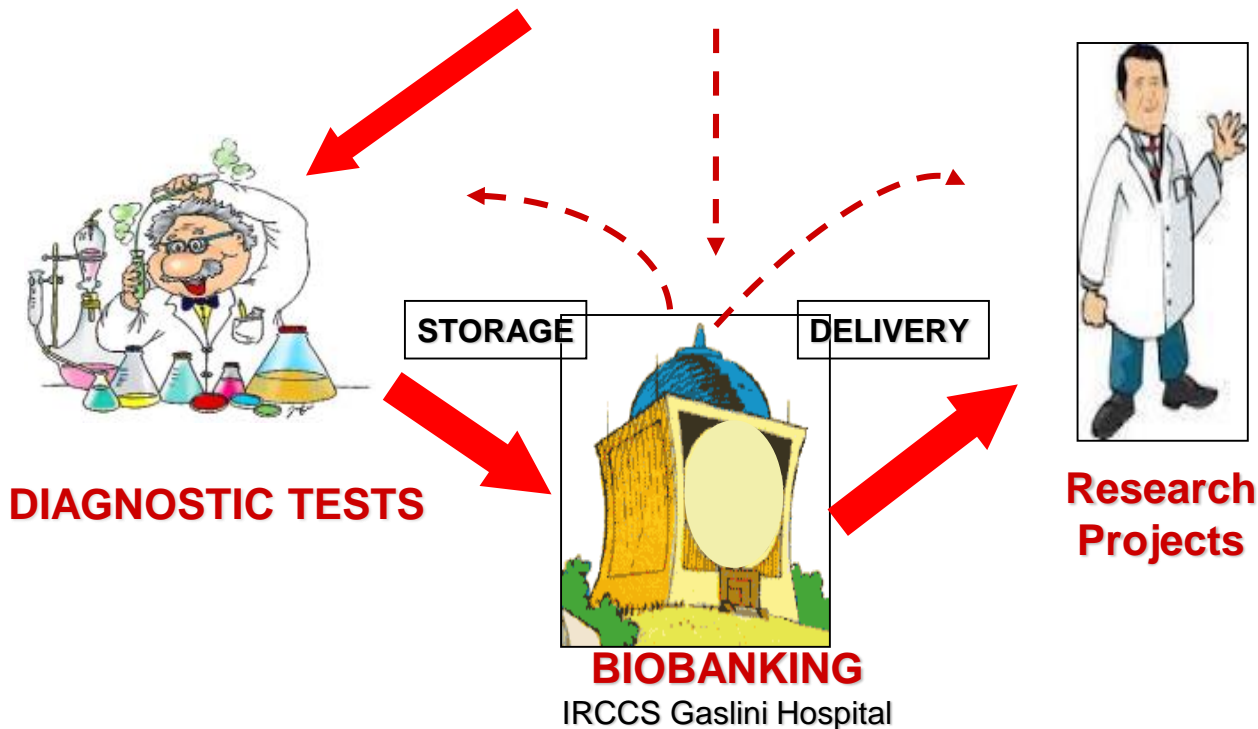 STORAGE
DELIVERY
DIAGNOSTIC TESTS
Research
Projects
BIOBANKING
IRCCS Gaslini Hospital